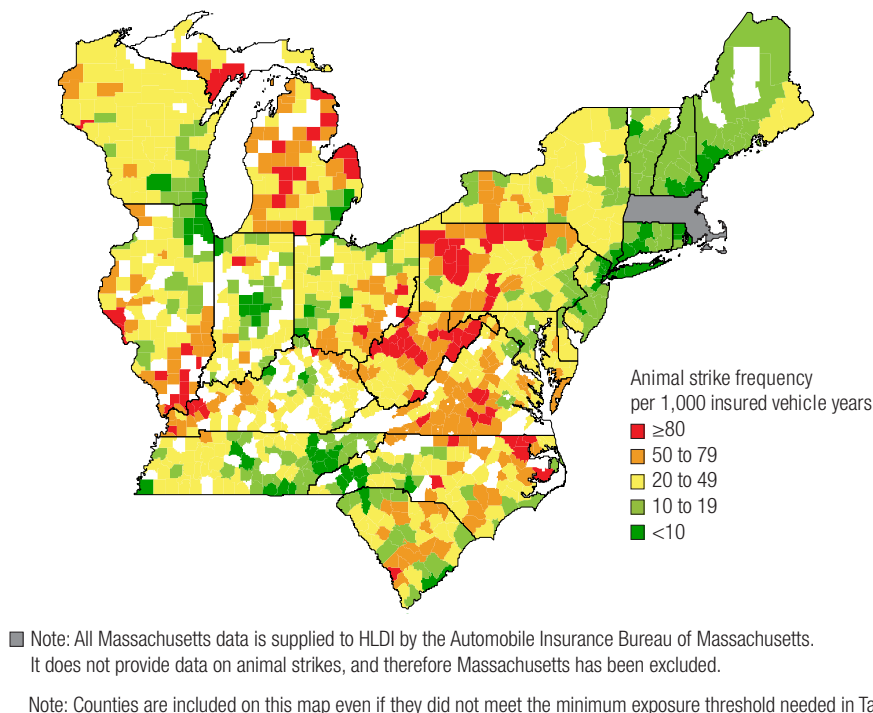 Animal strike frequency
per 1,000 insured vehicle years
≥80
50 to 79
20 to 49
10 to 19
<10
Note: All Massachusetts data is supplied to HLDI by the Automobile Insurance Bureau of Massachusetts.
It does not provide data on animal strikes, and therefore Massachusetts has been excluded.
Note: Counties are included on this map even if they did not meet the minimum exposure threshold needed in Ta